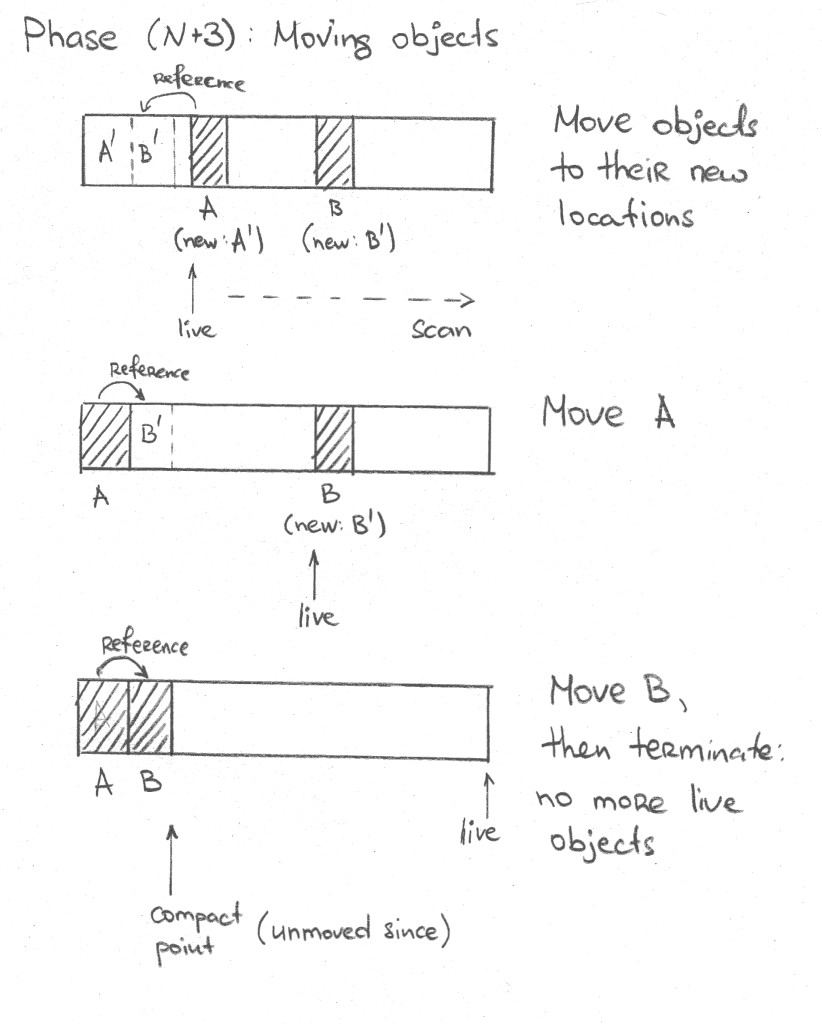 Phase (N+3): Moving objects
Reference
A' B'
A B
(new: A') (new: B')
live scan
Move objects
to their new
locations
Reference
B'
A B
(new: B')
live
Move A
Reference
A
A B
live
compact
point (unmoved since)
Move B,
then terminate:
no more live
objects